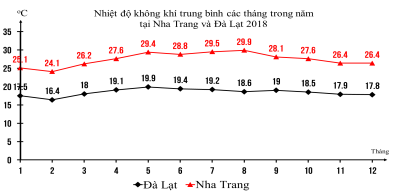 Nhiệt độ không khí trung bình các tháng trong năm
tại Nha Trang và Đà Lạt 2018
°C
35
30
25
20
15
10
5
0
25.1 24.1 26.2 27.6 29.4 28.8 29.5 29.9 28.1 27.6 26.4 26.4
17.5 16.4 18 19.1 19.9 19.4 19.2 18.6 19 18.5 17.9 17.8
Tháng
1 2 3 4 5 6 7 8 9 10 11 12
Đà Lạt Nha Trang